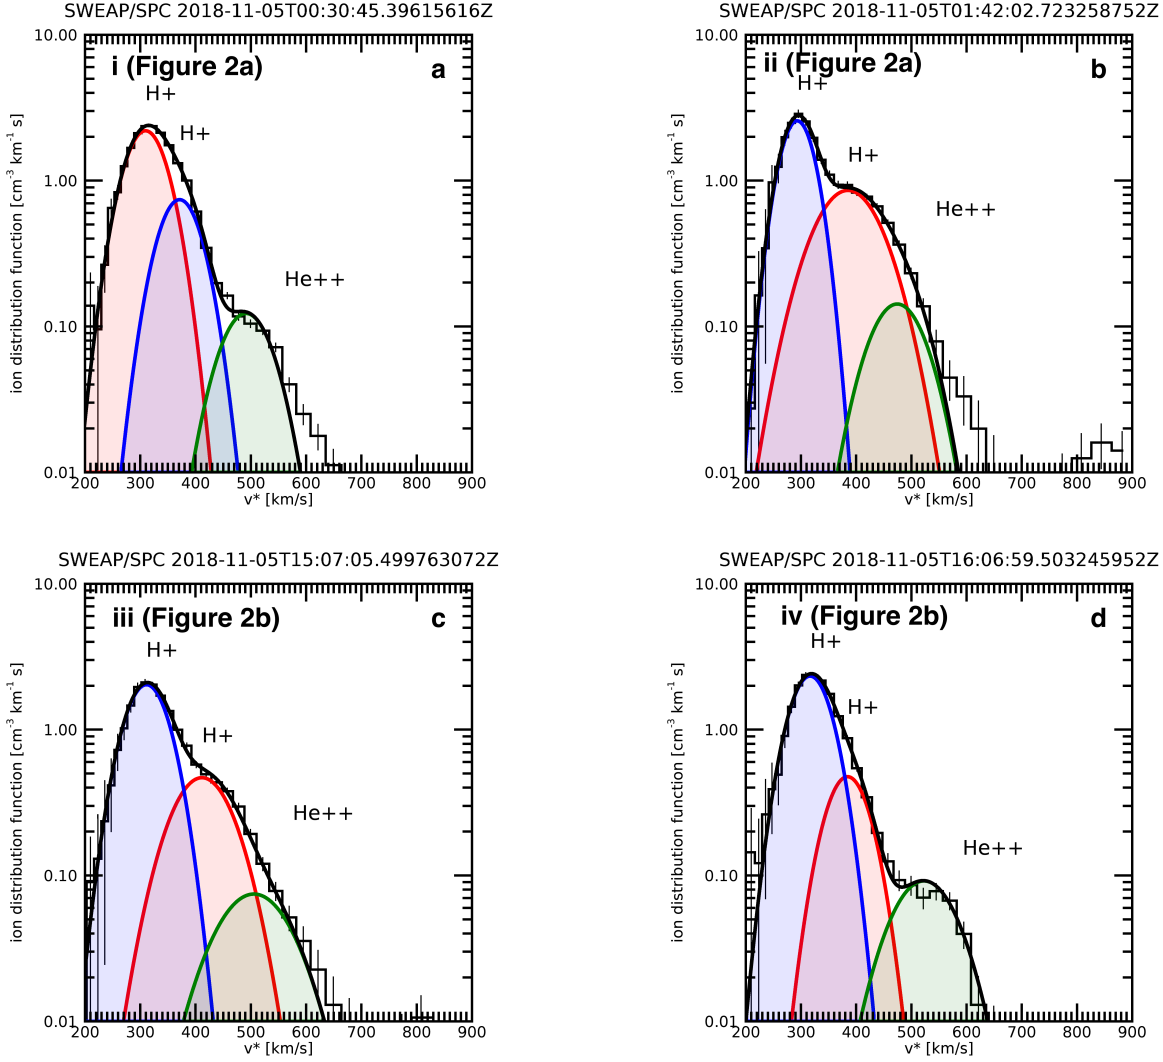 SWEAP/SPC 2018-11-05T00:30:45.39615616Z
10.00
i (Figure 2a)
a
H+
H+
1.00
He++
0.10
0.01
ion distribution function [cm⁻³ km⁻¹ s]
200 300 400 500 600 700 800 900
v* [km/s]
SWEAP/SPC 2018-11-05T01:42:02.723258752Z
10.00
ii (Figure 2a)
b
H+
H+
1.00
He++
0.10
0.01
ion distribution function [cm⁻³ km⁻¹ s]
200 300 400 500 600 700 800 900
v* [km/s]
SWEAP/SPC 2018-11-05T15:07:05.499763072Z
10.00
iii (Figure 2b)
c
H+
H+
1.00
He++
0.10
0.01
ion distribution function [cm⁻³ km⁻¹ s]
200 300 400 500 600 700 800 900
v* [km/s]
SWEAP/SPC 2018-11-05T16:06:59.503245952Z
10.00
iv (Figure 2b)
d
H+
H+
1.00
He++
0.10
0.01
ion distribution function [cm⁻³ km⁻¹ s]
200 300 400 500 600 700 800 900
v* [km/s]